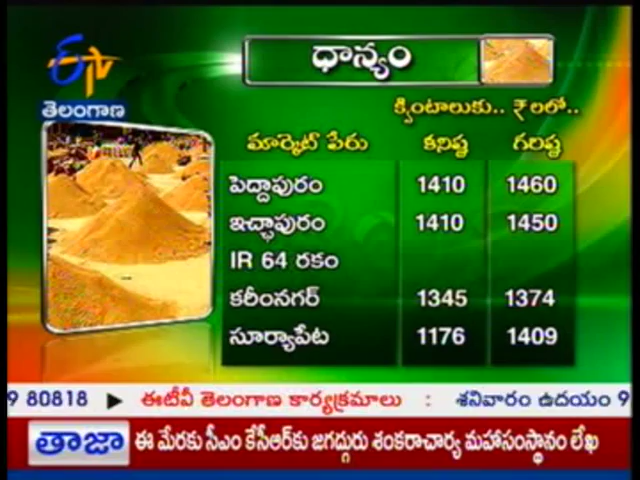 ETV
తెలంగాణ
ధాన్యం
క్వింటాలుకు.. ₹లలో..
మార్కెట్ పేరు కనిష్ఠ గరిష్ఠ
పెద్దాపురం 1410 1460
ఇచ్ఛాపురం 1410 1450
IR 64 రకం
కరీంనగర్ 1345 1374
సూర్యాపేట 1176 1409
9 80818 ▶ ఈటీవీ తెలంగాణ కార్యక్రమాలు : శనివారం ఉదయం 9
తాజా ఈ మేరకు సీఎం కేసీఆర్‌కు జగద్గురు శంకరాచార్య మహాసంస్థానం లేఖ